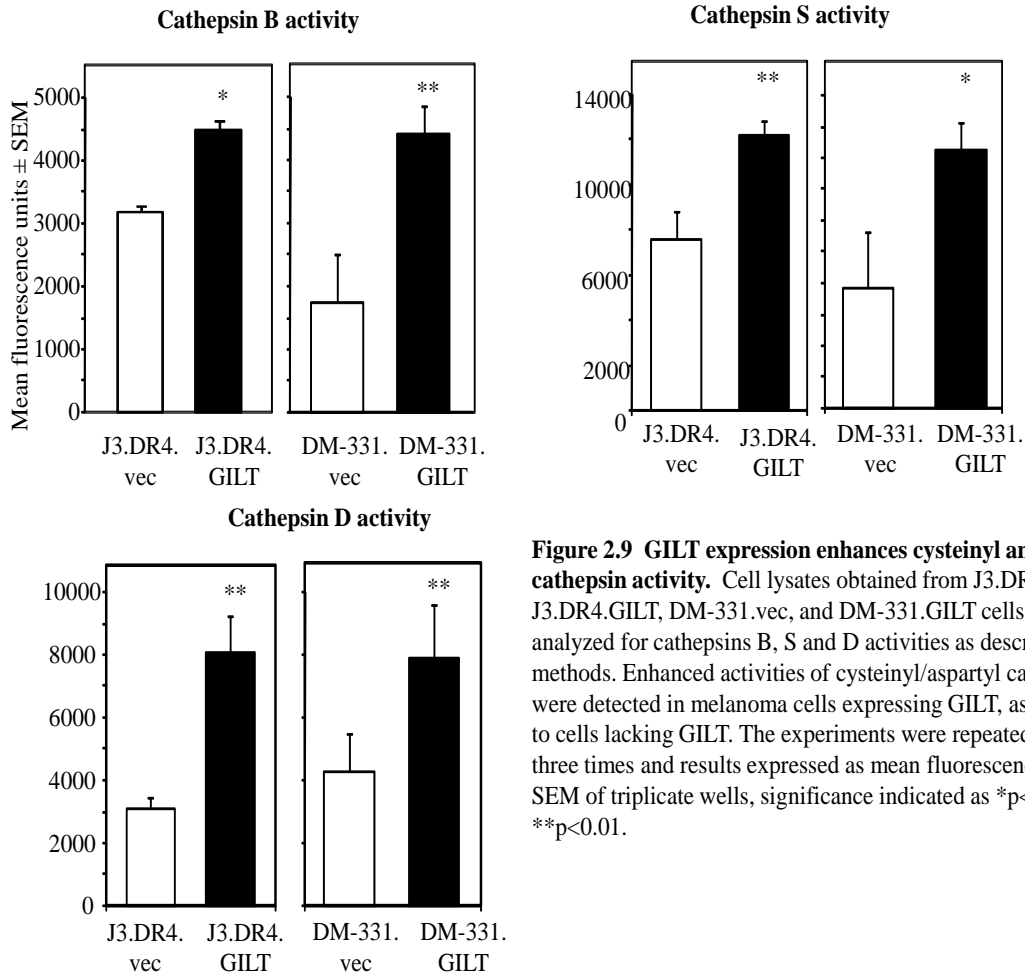 Cathepsin B activity
Mean fluorescence units ± SEM
5000
4000
3000
2000
1000
0
*
**
J3.DR4. J3.DR4. DM-331. DM-331.
vec GILT vec GILT
Cathepsin S activity
14000
10000
6000
2000
0
**
*
J3.DR4. J3.DR4. DM-331. DM-331.
vec GILT vec GILT
Cathepsin D activity
10000
8000
6000
4000
2000
0
**
**
J3.DR4. J3.DR4. DM-331. DM-331.
vec GILT vec GILT
Figure 2.9 GILT expression enhances cysteinyl an
cathepsin activity. Cell lysates obtained from J3.DR
J3.DR4.GILT, DM-331.vec, and DM-331.GILT cells
analyzed for cathepsins B, S and D activities as descr
methods. Enhanced activities of cysteinyl/aspartyl ca
were detected in melanoma cells expressing GILT, as
to cells lacking GILT. The experiments were repeated
three times and results expressed as mean fluorescen
SEM of triplicate wells, significance indicated as *p<
**p<0.01.